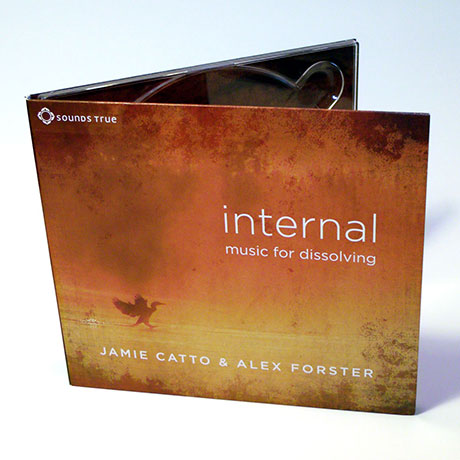 sounds true
internal
music for dissolving
JAMIE CATTO & ALEX FORSTER